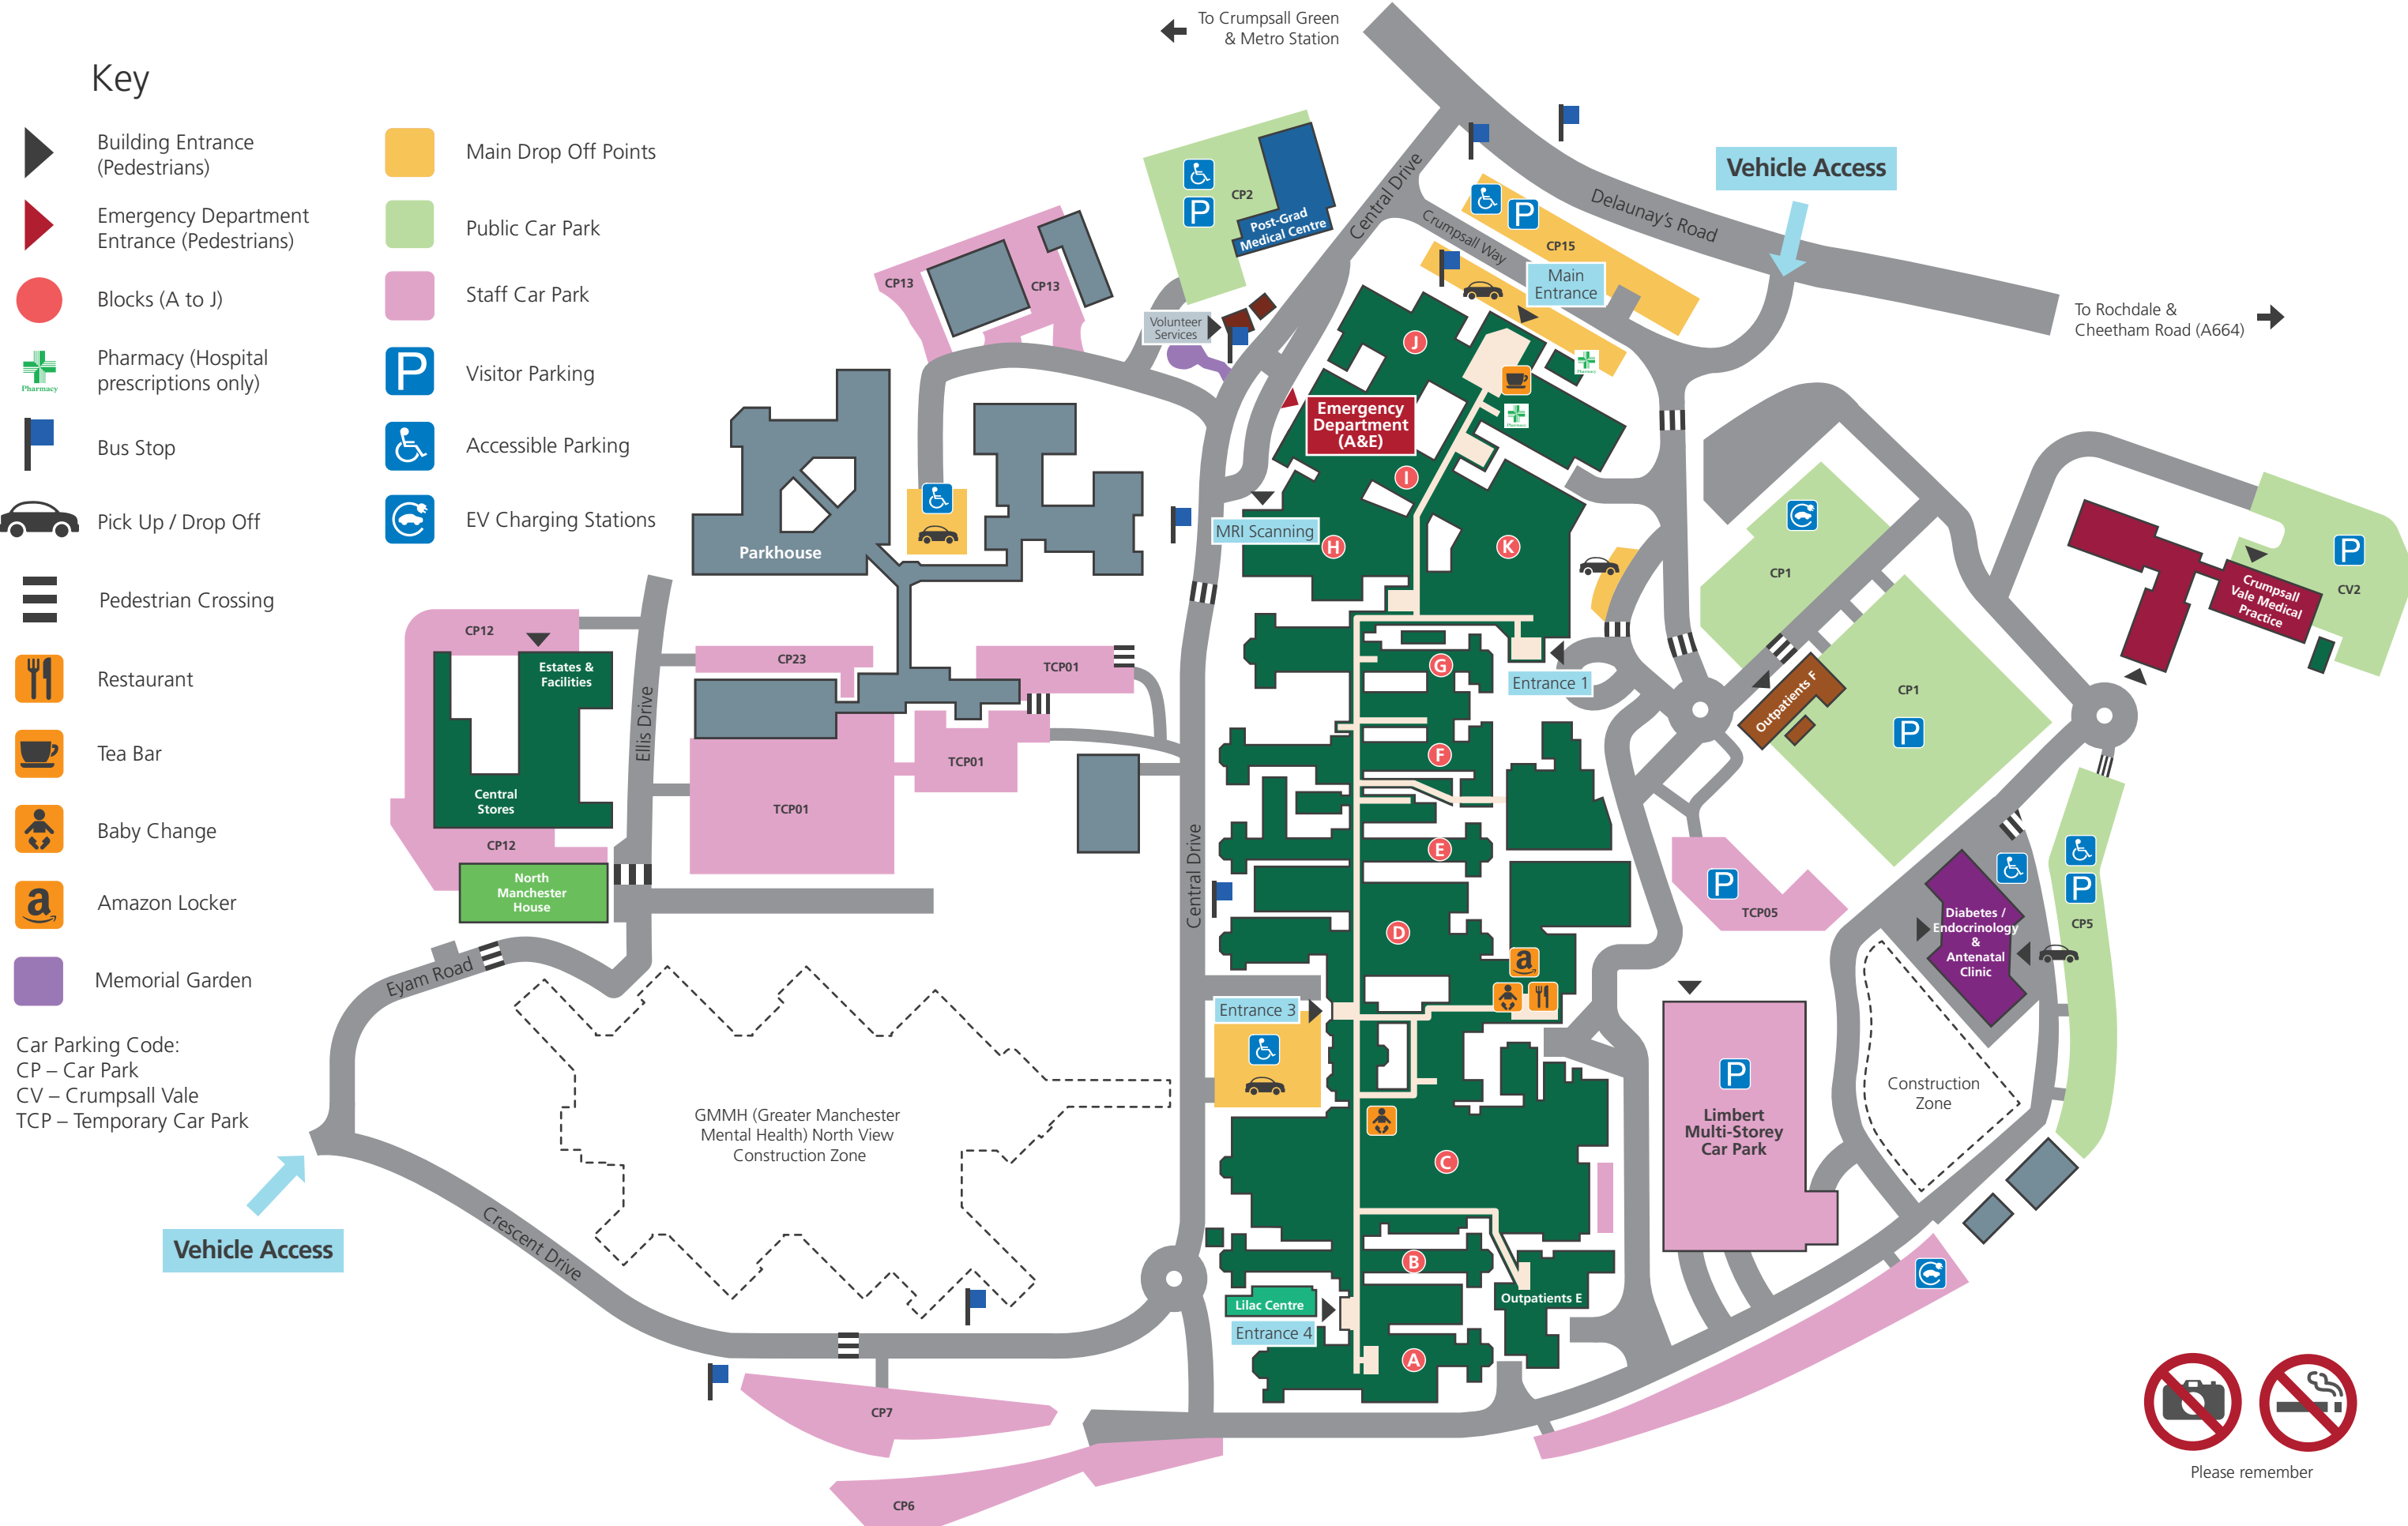 Key
Building Entrance
(Pedestrians)
Emergency Department
Entrance (Pedestrians)
Blocks (A to J)
Pharmacy (Hospital
prescriptions only)
Pharmacy
Bus Stop
Pick Up / Drop Off
Pedestrian Crossing
Restaurant
Tea Bar
Baby Change
a
Amazon Locker
Memorial Garden
Main Drop Off Points
Public Car Park
Staff Car Park
P
Visitor Parking
Accessible Parking
EV Charging Stations
Car Parking Code:
CP – Car Park
CV – Crumpsall Vale
TCP – Temporary Car Park
To Crumpsall Green
& Metro Station
Vehicle Access
Delaunay's Road
Central Drive
Crumpsall Way
To Rochdale &
Cheetham Road (A664)
P
CP2
Post-Grad
Medical Centre
P
CP15
Main
Entrance
CP13
CP13
Volunteer
Services
J
Pharmacy
Pharmacy
Emergency
Department
(A&E)
I
MRI Scanning
H
K
Parkhouse
CP1
P
CV2
Crumpsall
Vale Medical
Practice
CP12
Estates &
Facilities
CP23
TCP01
G
Entrance 1
Outpatients F
CP1
P
Ellis Drive
TCP01
TCP01
F
Central
Stores
CP12
North
Manchester
House
E
Central Drive
P
TCP05
P
CP5
D
Diabetes /
Endocrinology
&
Antenatal
Clinic
a
Eyam Road
Entrance 3
P
Limbert
Multi-Storey
Car Park
Construction
Zone
GMMH (Greater Manchester
Mental Health) North View
Construction Zone
C
Crescent Drive
Vehicle Access
B
Lilac Centre
Entrance 4
Outpatients E
A
CP7
CP6
Please remember